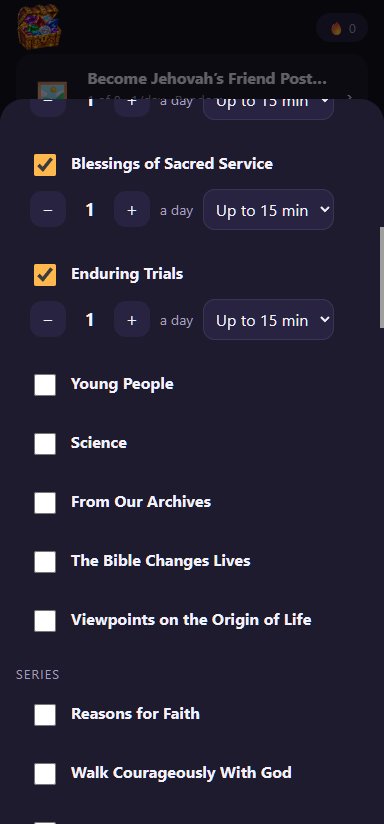 0
Become Jehovah's Friend Post...
1 + a day Up to 15 min
Blessings of Sacred Service
− 1 + a day Up to 15 min
Enduring Trials
− 1 + a day Up to 15 min
Young People
Science
From Our Archives
The Bible Changes Lives
Viewpoints on the Origin of Life
SERIES
Reasons for Faith
Walk Courageously With God